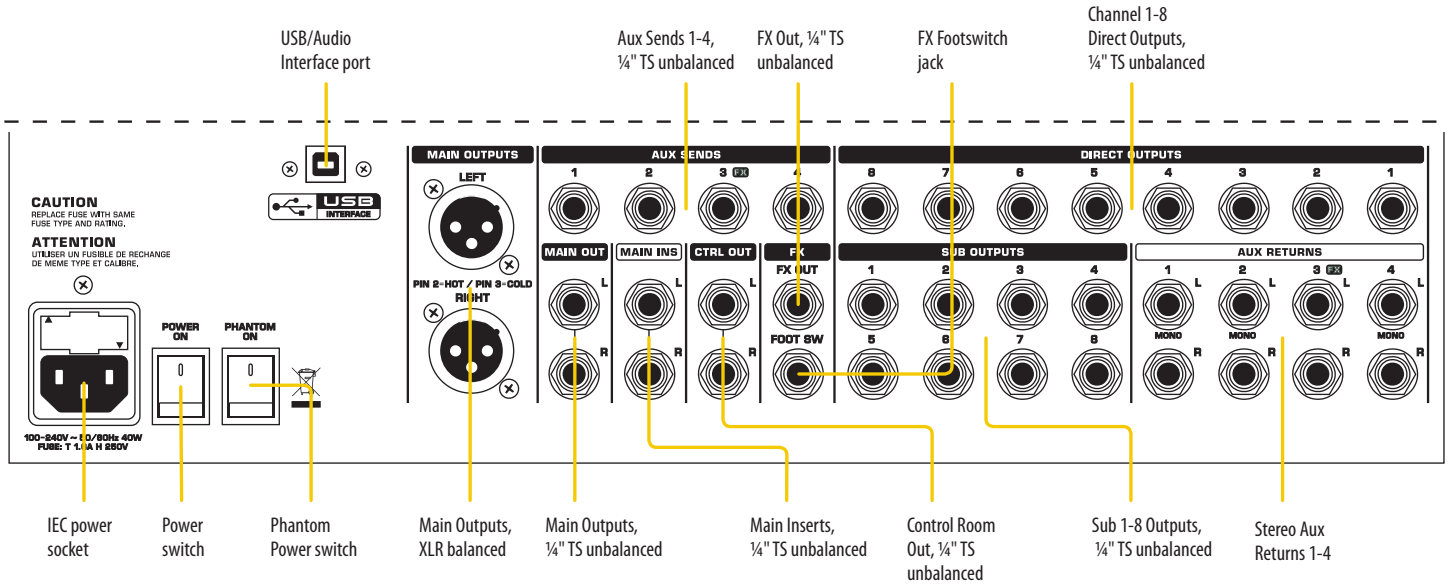 USB/Audio
Interface port
Aux Sends 1-4,
¼" TS unbalanced
FX Out, ¼" TS
unbalanced
FX Footswitch
jack
Channel 1-8
Direct Outputs,
¼" TS unbalanced
CAUTION
REPLACE FUSE WITH SAME
FUSE TYPE AND RATING.
ATTENTION
UTILISER UN FUSIBLE DE RECHANGE
DE MEME TYPE ET CALIBRE.
USB
INTERFACE
POWER
ON
PHANTOM
ON
100-240V ~ 50/60Hz 40W
FUSE: T 1.0A H 250V
MAIN OUTPUTS
LEFT
PIN 2-HOT / PIN 3-COLD
RIGHT
AUX SENDS
1 2 3 FX 4
DIRECT OUTPUTS
8 7 6 5 4 3 2 1
MAIN OUT
L
R
MAIN INS
L
R
CTRL OUT
L
R
FX
FX OUT
FOOT SW
SUB OUTPUTS
1 2 3 4
5 6 7 8
AUX RETURNS
1 2 3 FX 4
L L L L
MONO MONO MONO
R R R R
IEC power
socket
Power
switch
Phantom
Power switch
Main Outputs,
XLR balanced
Main Outputs,
¼" TS unbalanced
Main Inserts,
¼" TS unbalanced
Control Room
Out, ¼" TS
unbalanced
Sub 1-8 Outputs,
¼" TS unbalanced
Stereo Aux
Returns 1-4